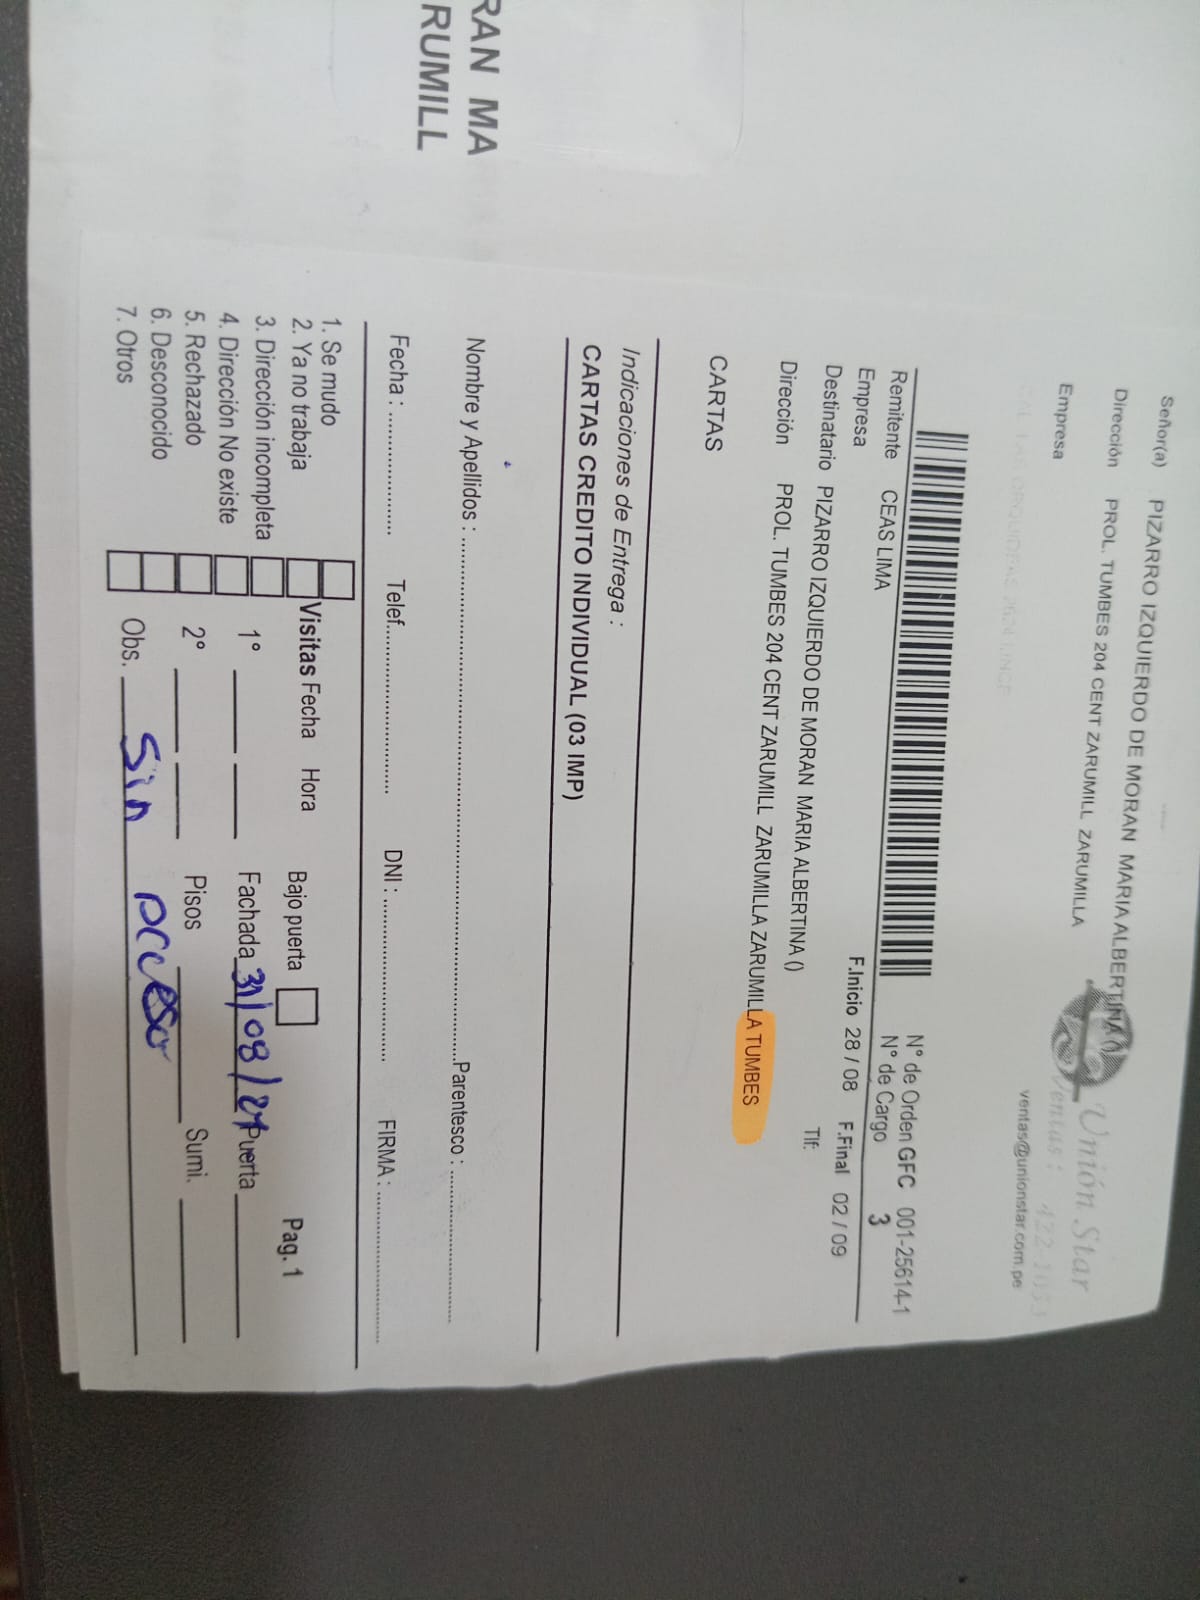 RAN MA
RUMILL
Señor(a) PIZARRO IZQUIERDO DE MORAN MARIA ALBERTINA ()
Dirección PROL. TUMBES 204 CENT ZARUMILL ZARUMILLA
Empresa
Unión Star
Ventas : 422-1033
ventas@unionstar.com.pe
N° de Orden GFC 001-25614-1
Remitente CEAS LIMA N° de Cargo 3
Empresa F.Inicio 28 / 08 F.Final 02 / 09
Destinatario PIZARRO IZQUIERDO DE MORAN MARIA ALBERTINA () Tlf:
Dirección PROL. TUMBES 204 CENT ZARUMILL ZARUMILLA ZARUMILLA TUMBES
CARTAS
Indicaciones de Entrega :
CARTAS CREDITO INDIVIDUAL (03 IMP)
Nombre y Apellidos : Parentesco :
Fecha : Telef. DNI : FIRMA :
1. Se mudo
2. Ya no trabaja Visitas Fecha Hora Bajo puerta Pag. 1
3. Dirección incompleta
4. Dirección No existe 1° Fachada 31/08/21 Puerta
5. Rechazado 2° Pisos Sumi.
6. Desconocido
7. Otros Obs. Sin